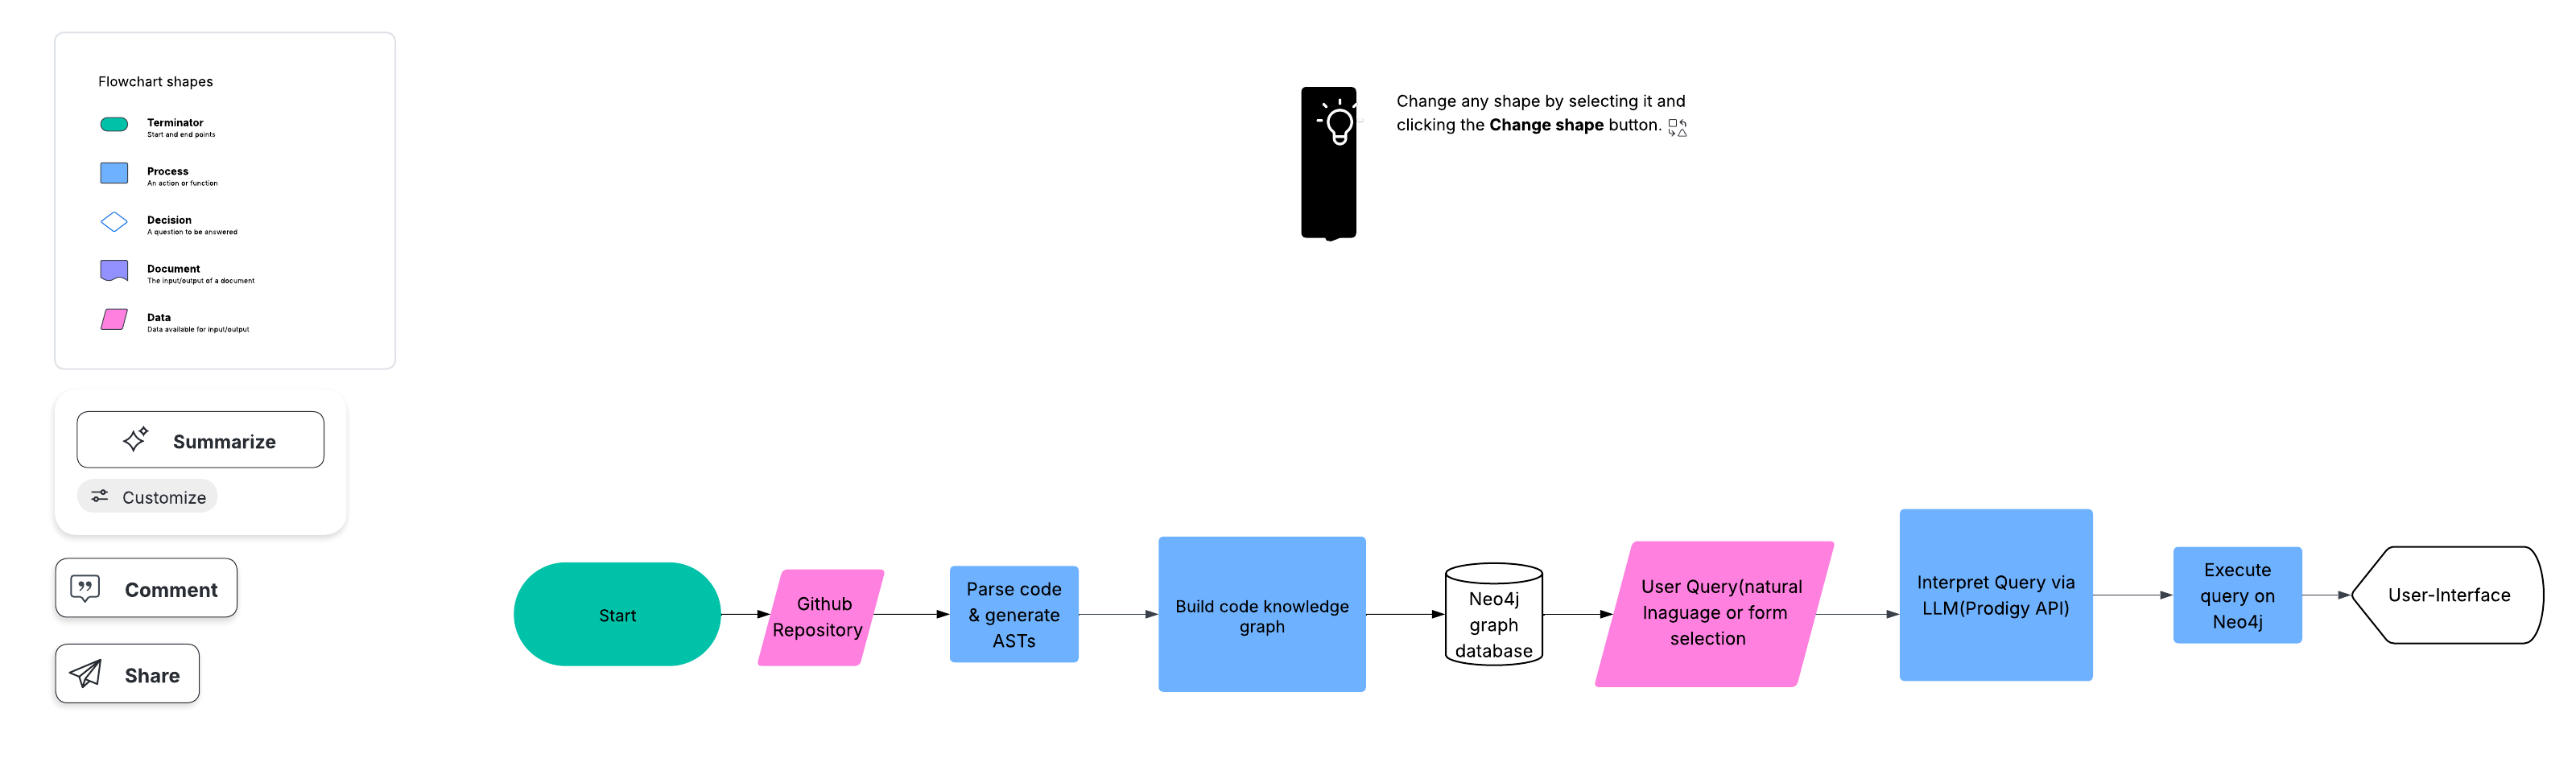 Flowchart shapes
Terminator
Start and end points
Process
An action or function
Decision
A question to be answered
Document
The input/output of a document
Data
Data available for input/output
Summarize
Customize
Comment
Share
Change any shape by selecting it and
clicking the Change shape button.
Start
Github
Repository
Parse code
& generate
ASTs
Build code knowledge
graph
Neo4j
graph
database
User Query(natural
lnaguage or form
selection
Interpret Query via
LLM(Prodigy API)
Execute
query on
Neo4j
User-Interface